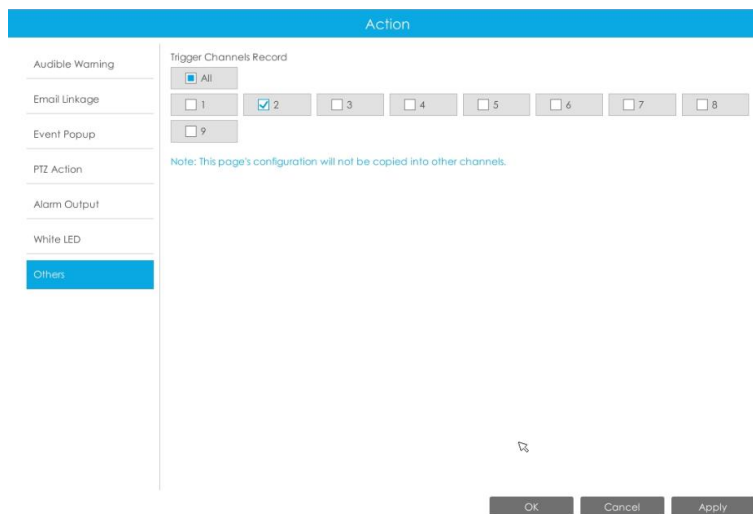 Action
Audible Warning
Email Linkage
Event Popup
PTZ Action
Alarm Output
White LED
Others
Trigger Channels Record
All
1 2 3 4 5 6 7 8
9
Note: This page's configuration will not be copied into other channels.
OK Cancel Apply